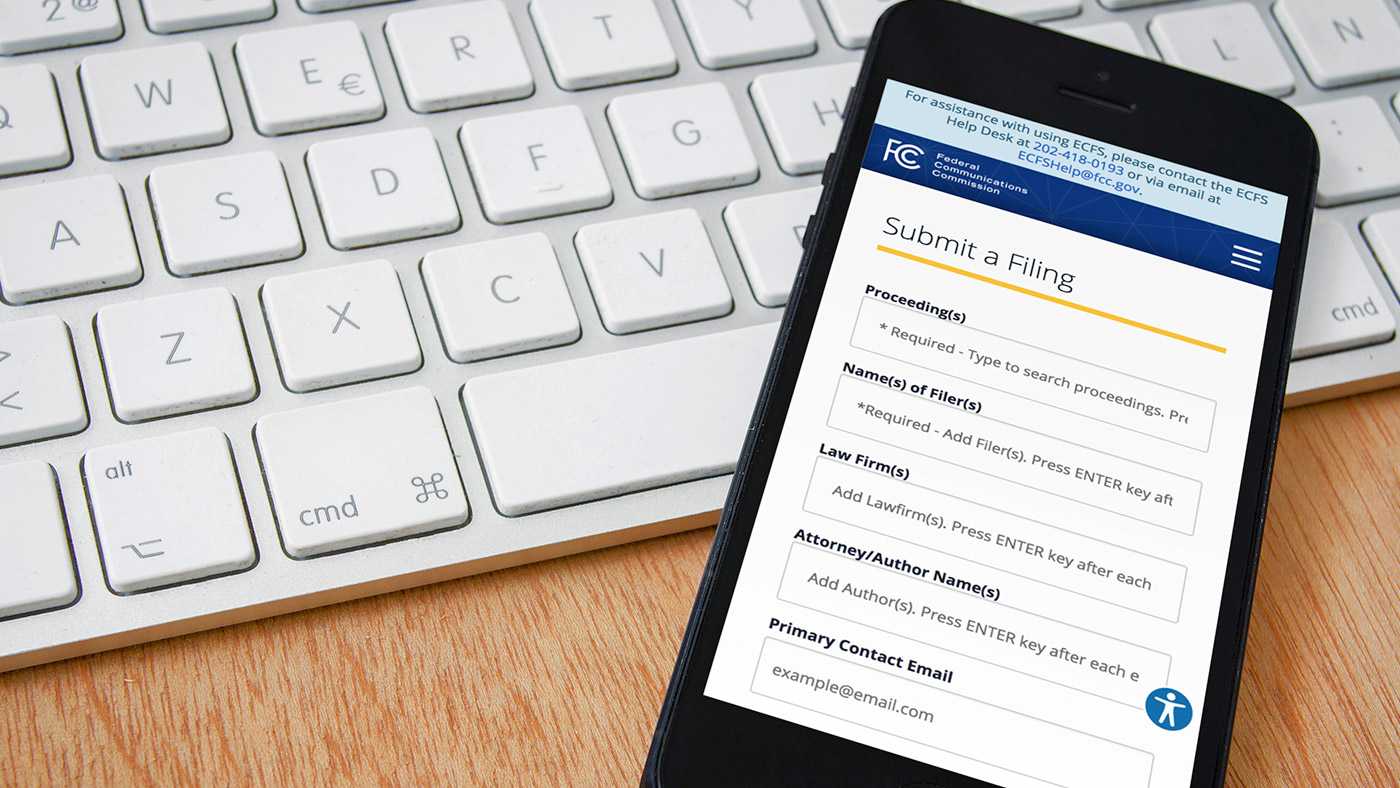 2 @
W
E
€
R
T
Y
L
N
Q
A
S
D
F
G
H
:
.
>
<
Z
X
C
V
alt
cmd
⌘
cmd
For assistance with using ECFS, please contact the ECFS
Help Desk at 202-418-0193 or via email at
ECFSHelp@fcc.gov.
FCC
Federal
Communications
Commission
Submit a Filing
Proceeding(s)
* Required - Type to search proceedings. Pre
Name(s) of Filer(s)
*Required - Add Filer(s). Press ENTER key aft
Law Firm(s)
Add Lawfirm(s). Press ENTER key after each
Attorney/Author Name(s)
Add Author(s). Press ENTER key after each e
Primary Contact Email
example@email.com